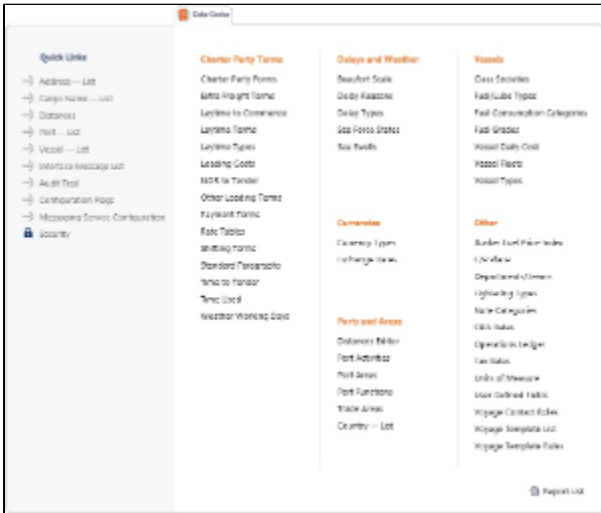 Data Center
Quick Links
Address — List
Cargo Name — List
Distances
Port — List
Vessel — List
Interface Message List
Audit Trail
Configuration Flags
Messaging Service Configuration
Security
Charter Party Terms
Charter Party Forms
Extra Freight Terms
Laytime to Commence
Laytime Terms
Laytime Types
Loading Costs
NOR to Tender
Other Loading Terms
Payment Terms
Rate Tables
Shifting Terms
Standard Paragraphs
Time to Tender
Time Used
Weather Working Days
Delays and Weather
Beaufort Scale
Delay Reasons
Delay Types
Sea Force States
Sea Swells
Currencies
Currency Types
Exchange Rates
Ports and Areas
Distances Editor
Port Activities
Port Areas
Port Functions
Trade Areas
Country — List
Vessels
Class Societies
Fuel/Lube Types
Fuel Consumption Categories
Fuel Grades
Vessel Daily Cost
Vessel Fleets
Vessel Types
Other
Bunker Fuel Price Index
Departments/Teams
Lightering Types
Note Categories
Rates
Operations Ledger
Tax Rates
Units of Measure
User Defined Fields
Voyage Contact Roles
Voyage Template List
Voyage Template Rules
Report List